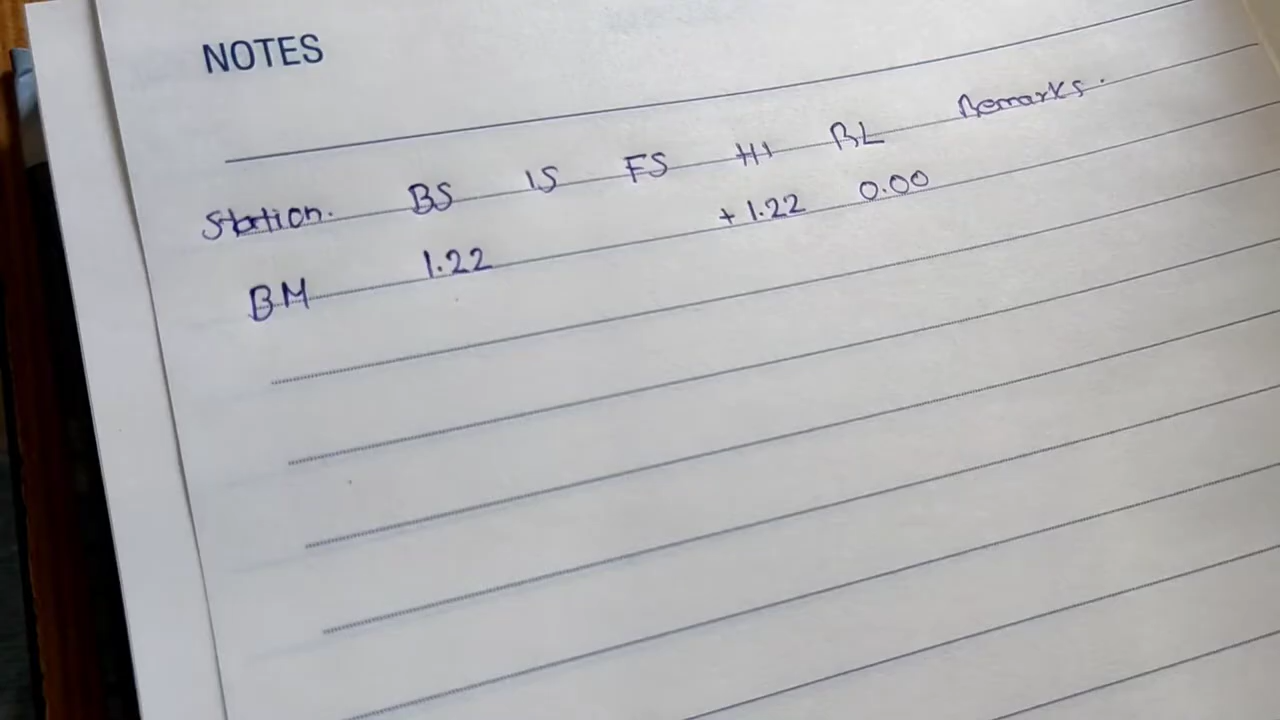 NOTES
Station. BS IS FS HI RL Remarks.
BM 1.22 +1.22 0.00